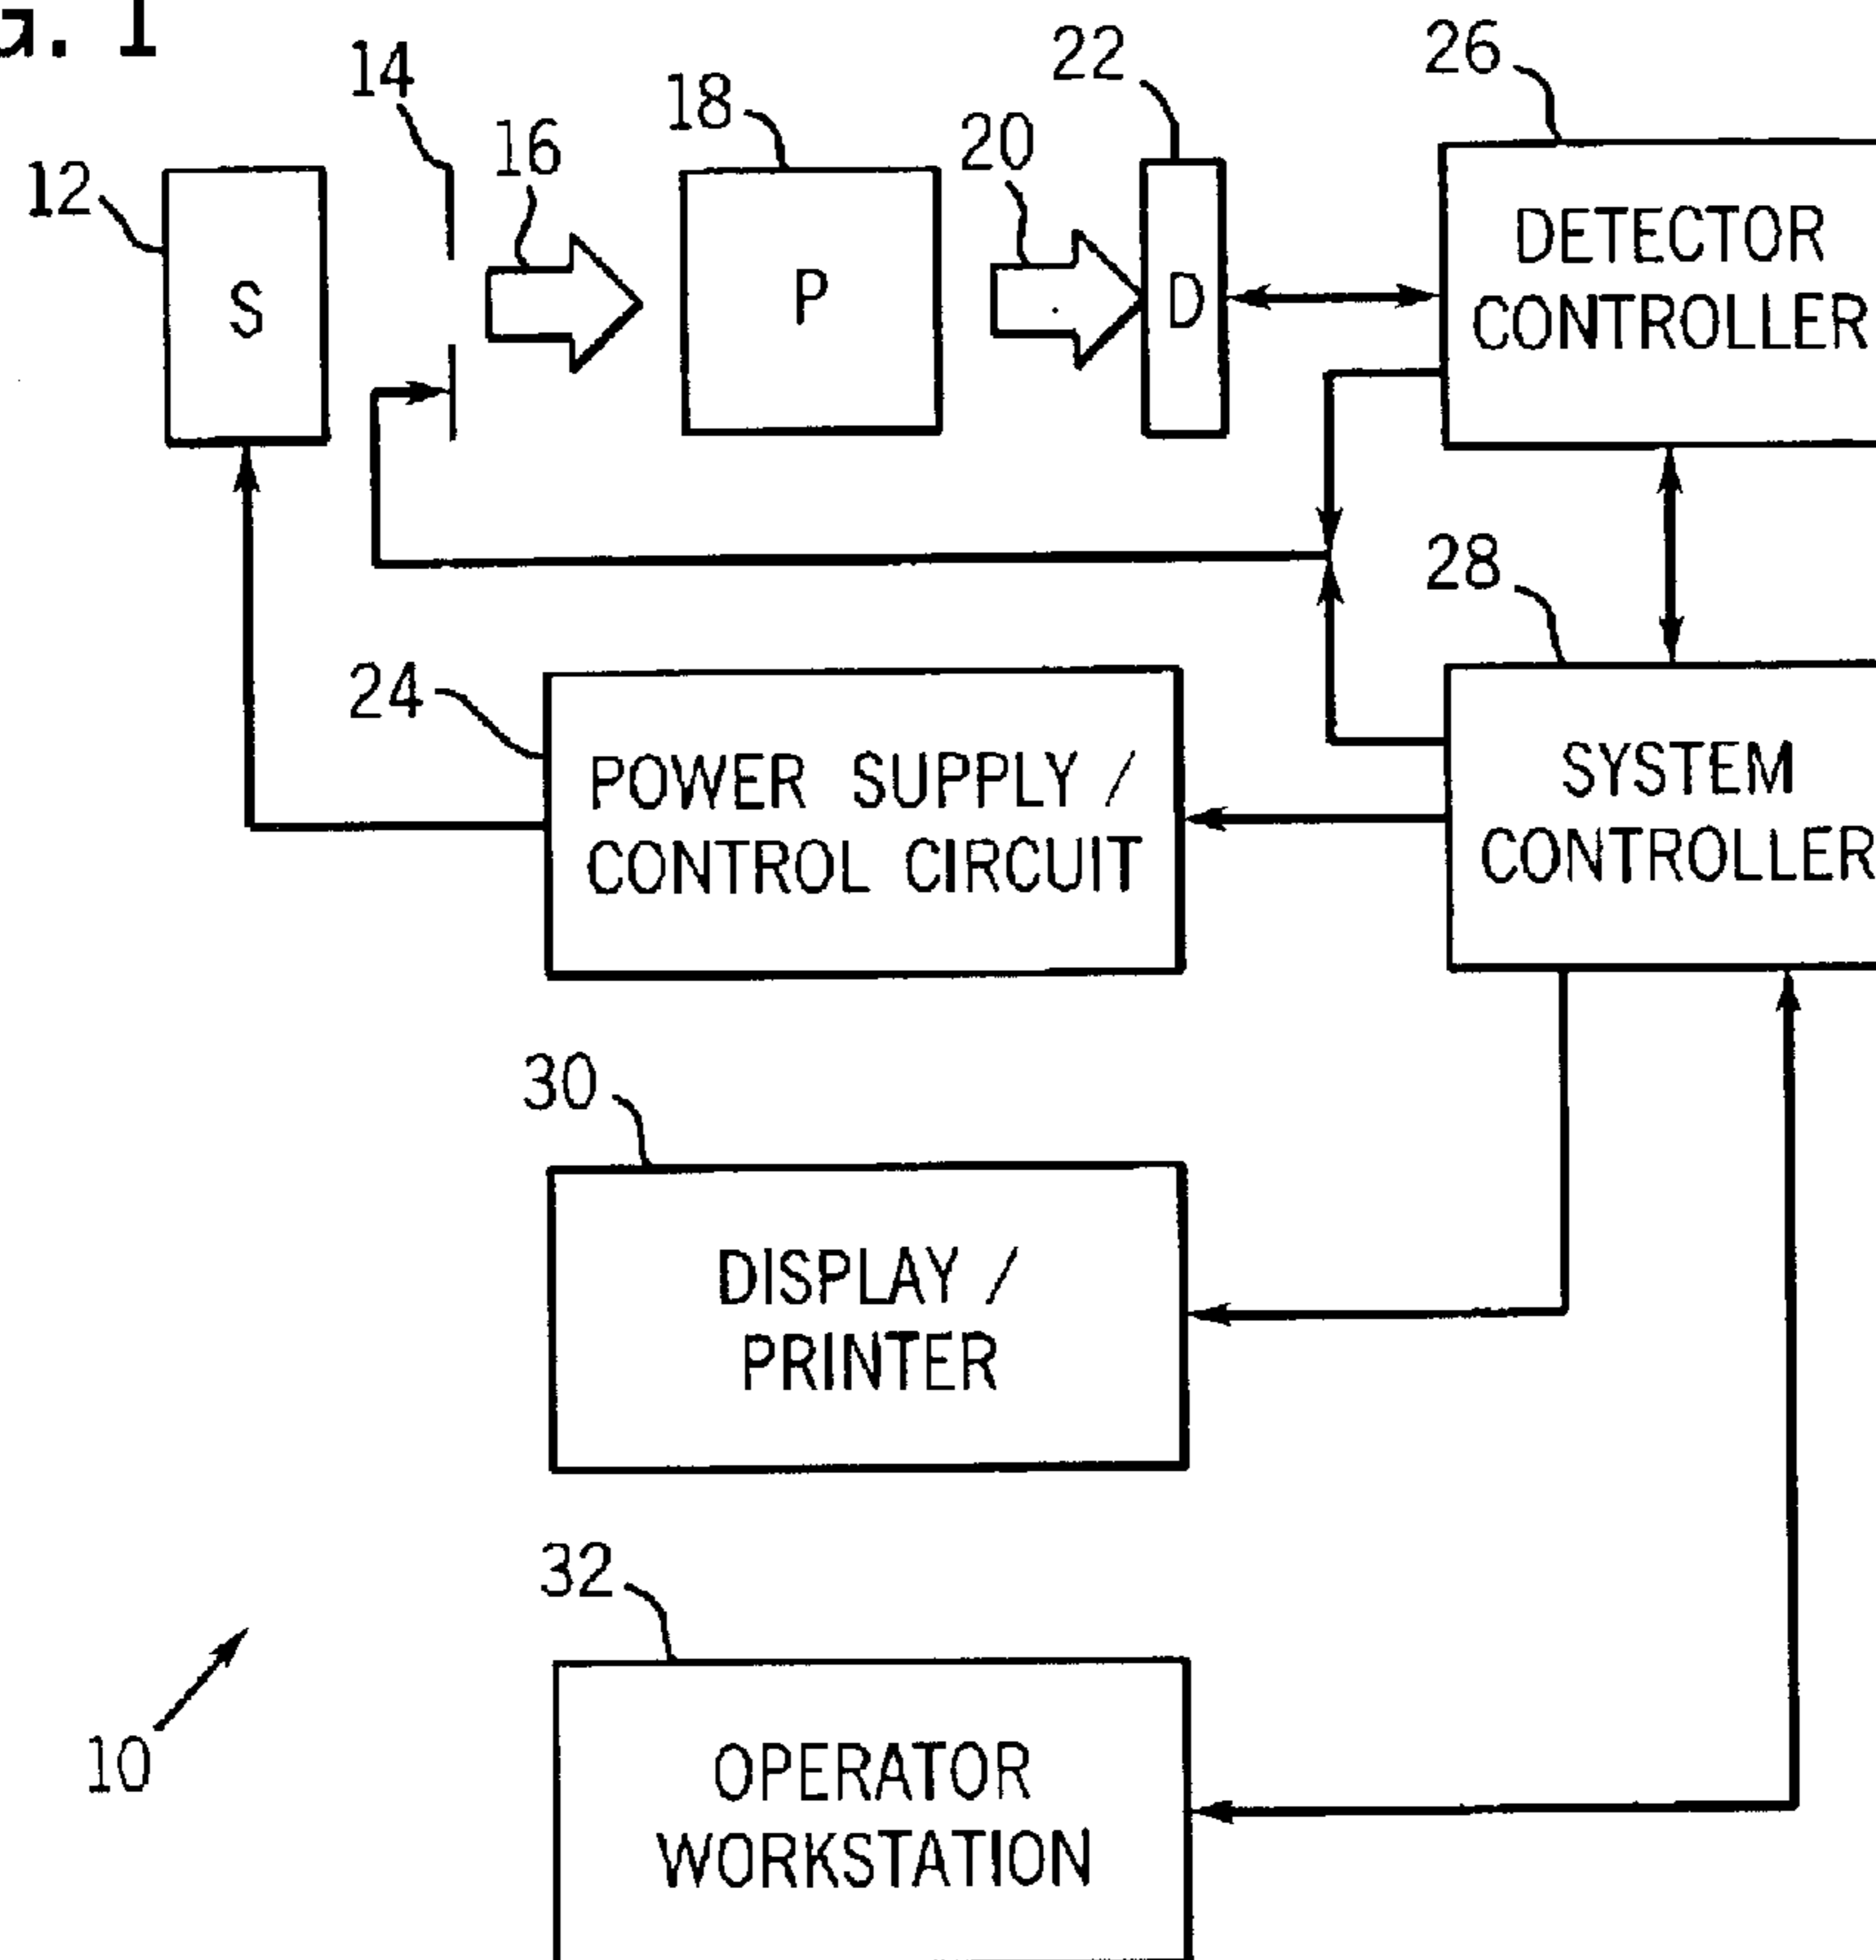 . 1
14
22
26
18
16
20
12
S
P
D
DETECTOR
CONTROLLER
28
24
POWER SUPPLY /
CONTROL CIRCUIT
SYSTEM
CONTROLLER
30
DISPLAY /
PRINTER
32
10
OPERATOR
WORKSTATION